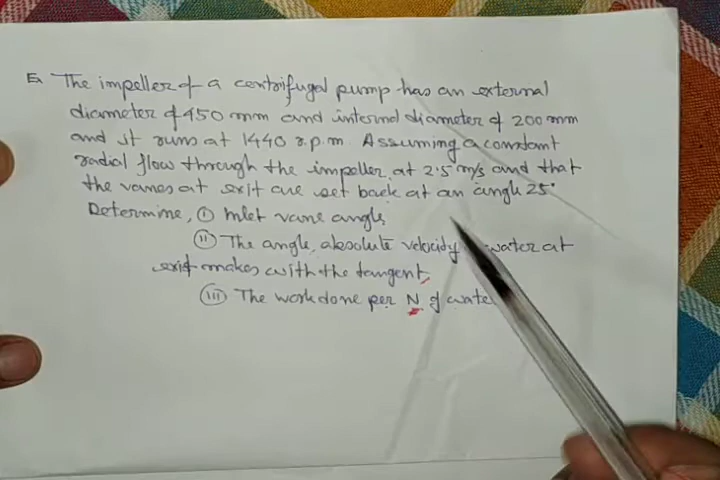 Ex The impeller of a centrifugal pump has an external
diameter of 450 mm and internal diameter of 200 mm
and it runs at 1440 r.p.m Assuming a constant
radial flow through the impeller at 2.5 m/s and that
the vanes at exit are set back at an angle 25°
Determine, (i) Inlet vane angle,
(ii) The angle, absolute velocity water at
exit makes with the tangent,
(iii) The workdone per N of wate